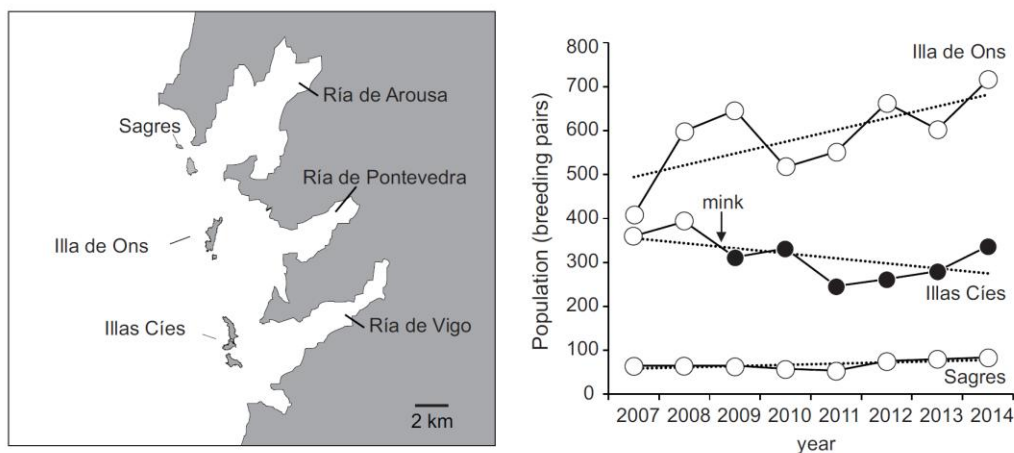 Ría de Arousa
Sagres
Ría de Pontevedra
Illa de Ons
Illas Cíes
Ría de Vigo
2 km
Population (breeding pairs)
800
700
600
500
400
300
200
100
0
Illa de Ons
mink
Illas Cíes
Sagres
2007 2008 2009 2010 2011 2012 2013 2014
year